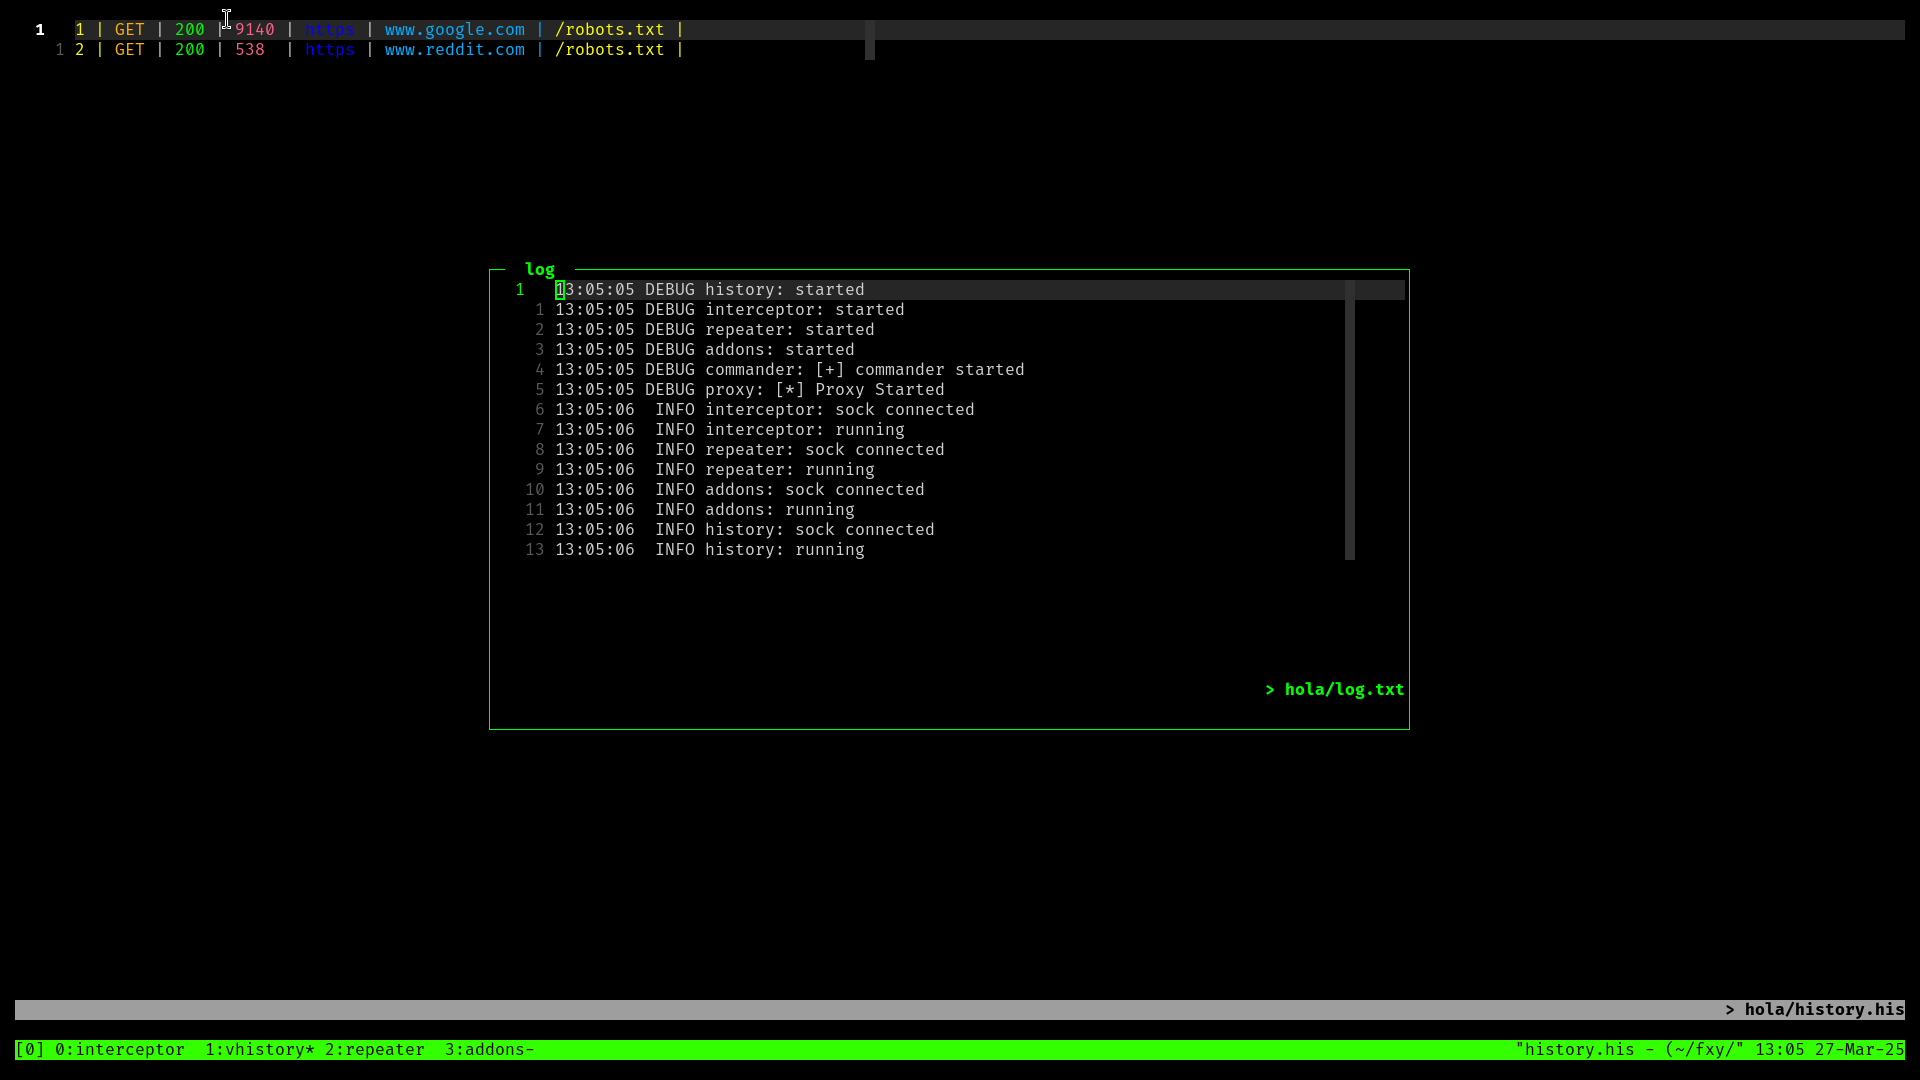 1   1 | GET | 200 | 9140 | https | www.google.com | /robots.txt |
  1 2 | GET | 200 | 538  | https | www.reddit.com | /robots.txt |
log
1   13:05:05 DEBUG history: started
  1 13:05:05 DEBUG interceptor: started
  2 13:05:05 DEBUG repeater: started
  3 13:05:05 DEBUG addons: started
  4 13:05:05 DEBUG commander: [+] commander started
  5 13:05:05 DEBUG proxy: [*] Proxy Started
  6 13:05:06  INFO interceptor: sock connected
  7 13:05:06  INFO interceptor: running
  8 13:05:06  INFO repeater: sock connected
  9 13:05:06  INFO repeater: running
 10 13:05:06  INFO addons: sock connected
 11 13:05:06  INFO addons: running
 12 13:05:06  INFO history: sock connected
 13 13:05:06  INFO history: running
> hola/log.txt
> hola/history.his
[0] 0:interceptor  1:vhistory* 2:repeater  3:addons- "history.his - (~/fxy/" 13:05 27-Mar-25